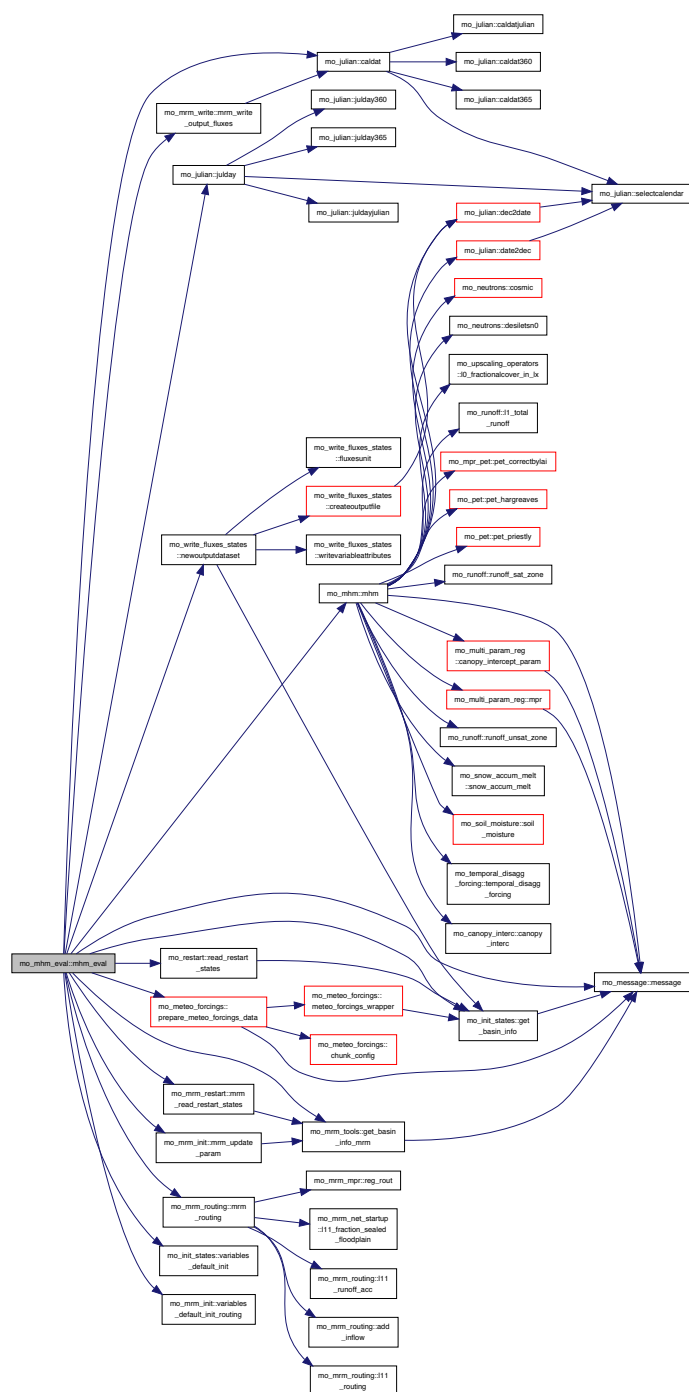 mo_julian::caldatjulian
mo_julian::caldat
mo_julian::caldat360
mo_julian::caldat365
mo_julian::julday360
mo_mrm_write::mrm_write
_output_fluxes
mo_julian::julday365
mo_julian::julday
mo_julian::selectcalendar
mo_julian::juldayjulian
mo_julian::dec2date
mo_julian::date2dec
mo_neutrons::cosmic
mo_neutrons::desiletsn0
mo_upscaling_operators
::l0_fractionalcover_in_lx
mo_runoff::l1_total
_runoff
mo_write_fluxes_states
::fluxesunit
mo_mpr_pet::pet_correctbylai
mo_write_fluxes_states
::createoutputfile
mo_pet::pet_hargreaves
mo_pet::pet_priestly
mo_write_fluxes_states
::newoutputdataset
mo_write_fluxes_states
::writevariableattributes
mo_runoff::runoff_sat_zone
mo_mhm::mhm
mo_multi_param_reg
::canopy_intercept_param
mo_multi_param_reg::mpr
mo_runoff::runoff_unsat_zone
mo_snow_accum_melt
::snow_accum_melt
mo_soil_moisture::soil
_moisture
mo_temporal_disagg
_forcing::temporal_disagg
_forcing
mo_canopy_interc::canopy
_interc
mo_mhm_eval::mhm_eval
mo_restart::read_restart
_states
mo_message::message
mo_meteo_forcings::
prepare_meteo_forcings_data
mo_meteo_forcings::
meteo_forcings_wrapper
mo_init_states::get
_basin_info
mo_meteo_forcings::
chunk_config
mo_mrm_restart::mrm
_read_restart_states
mo_mrm_tools::get_basin
_info_mrm
mo_mrm_init::mrm_update
_param
mo_mrm_mpr::reg_rout
mo_mrm_routing::mrm
_routing
mo_mrm_net_startup
::l11_fraction_sealed
_floodplain
mo_init_states::variables
_default_init
mo_mrm_routing::l11
_runoff_acc
mo_mrm_init::variables
_default_init_routing
mo_mrm_routing::add
_inflow
mo_mrm_routing::l11
_routing